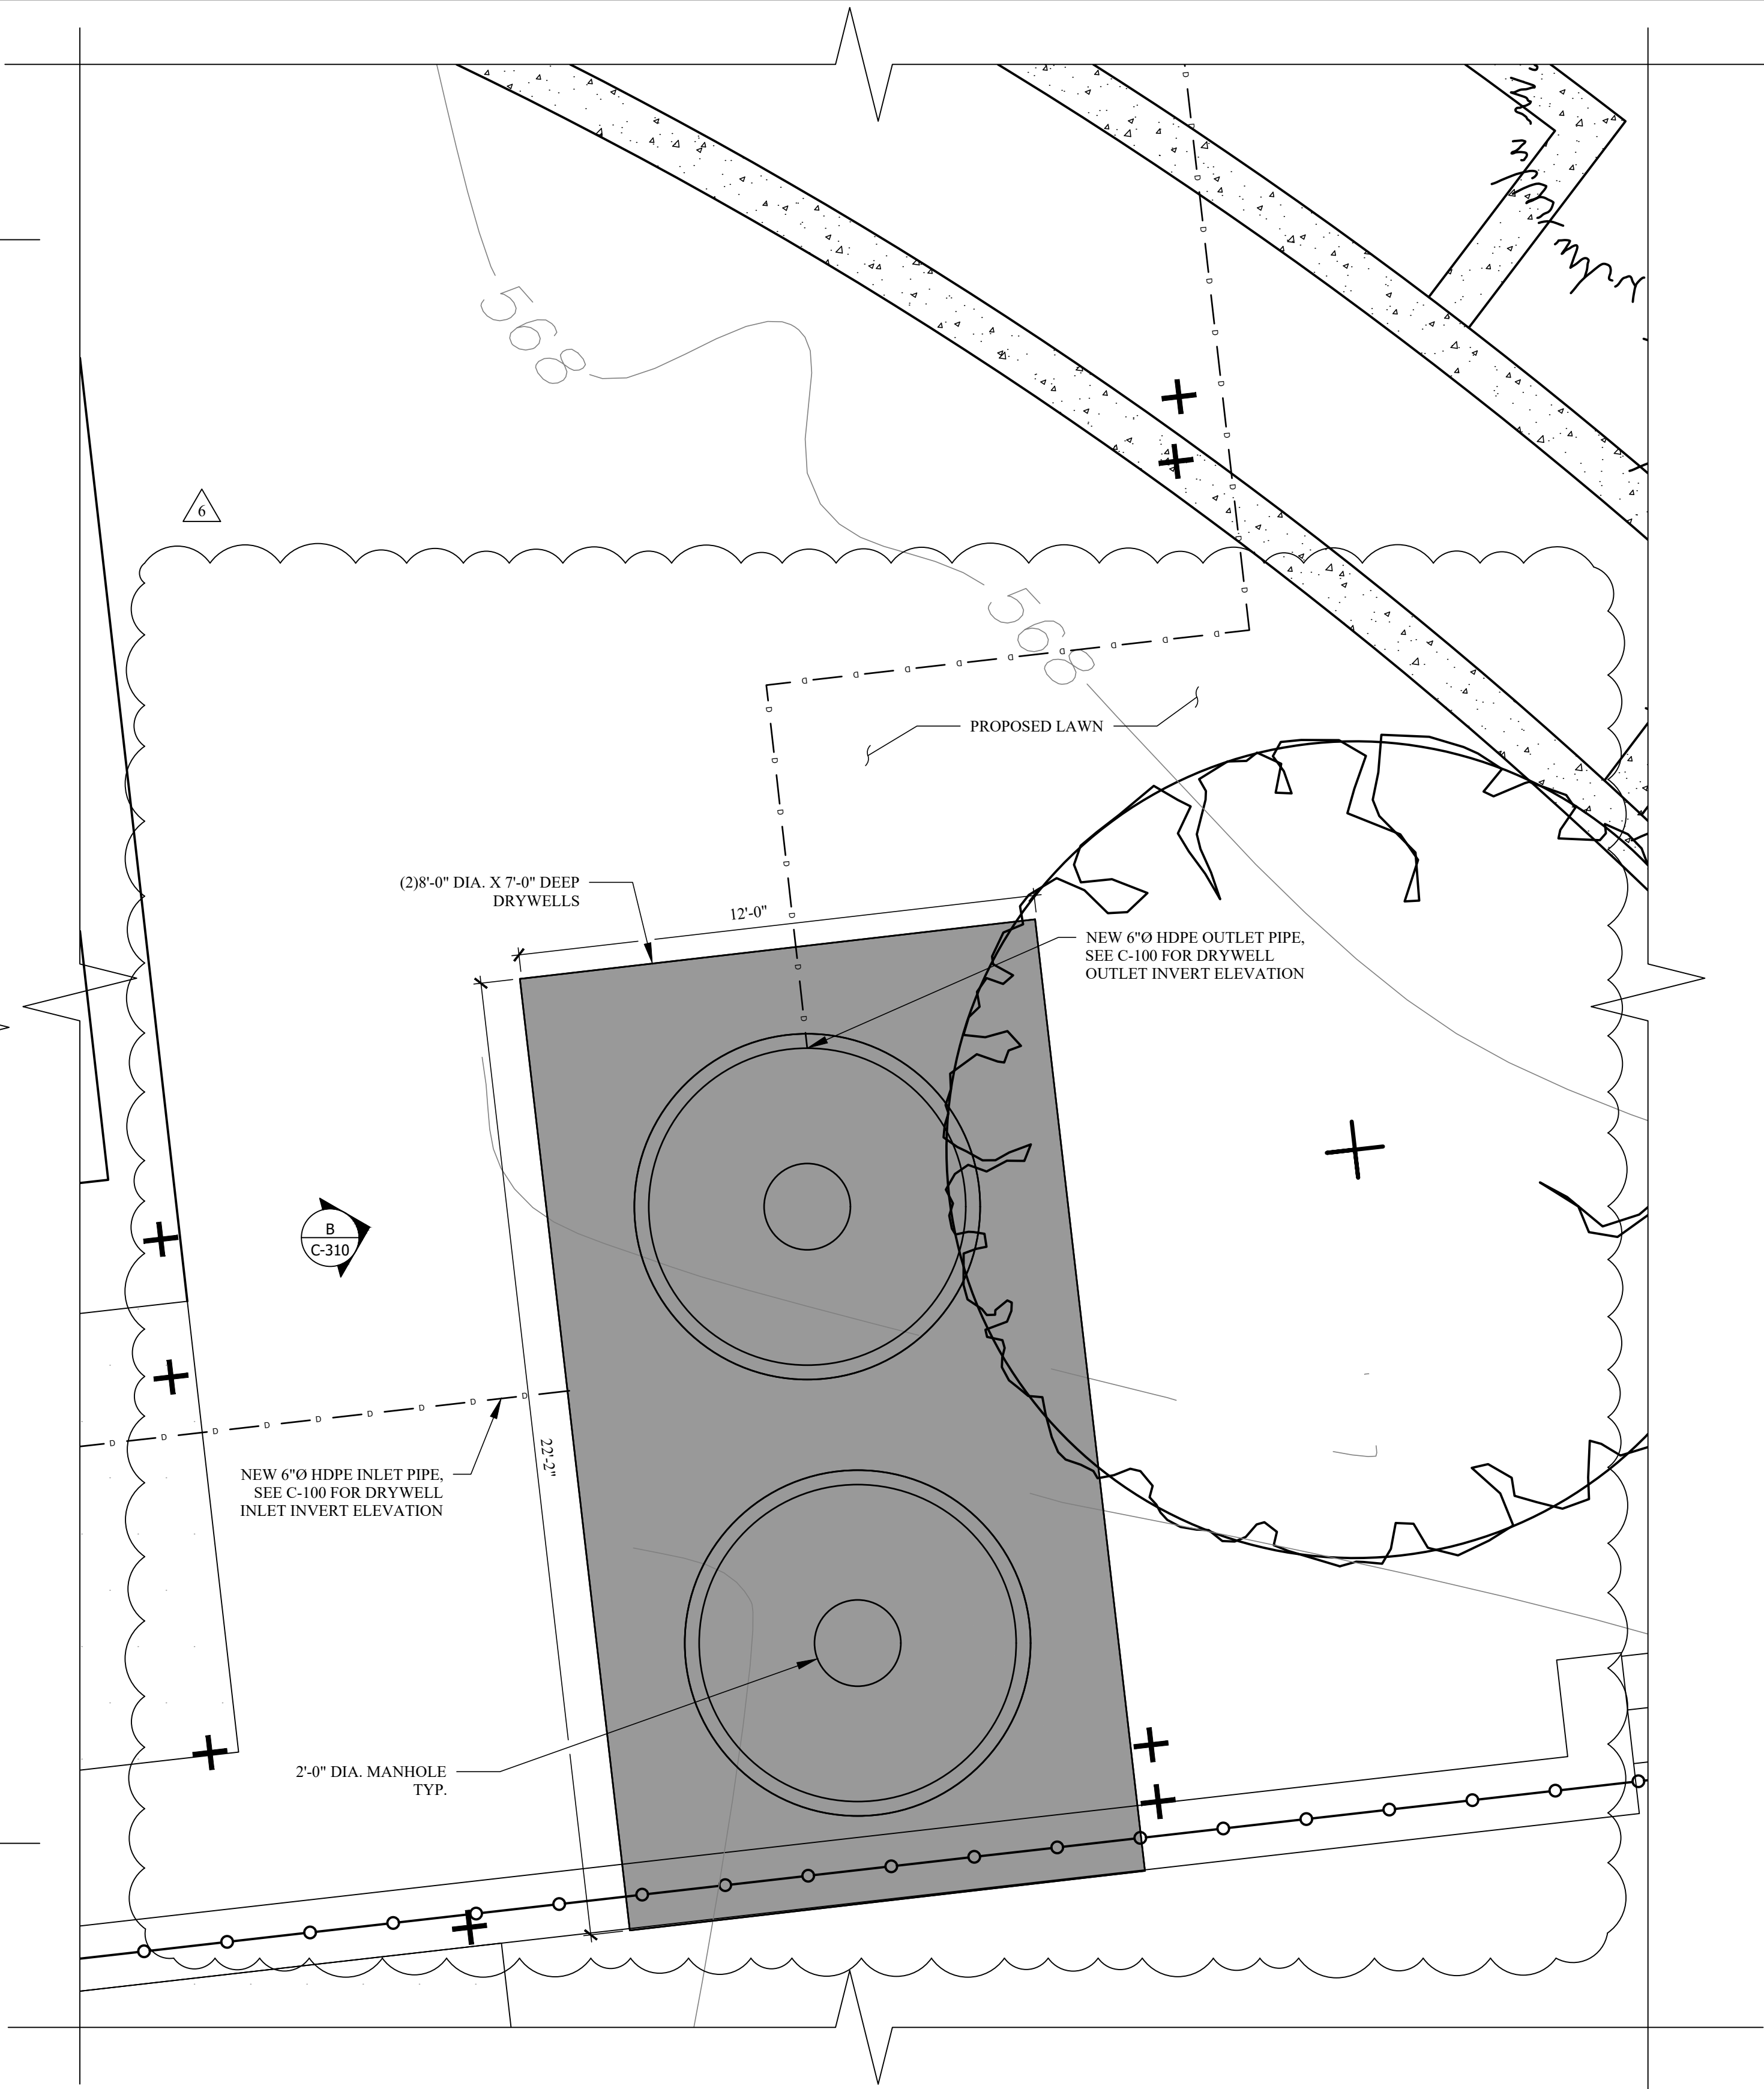 568
6
568
PROPOSED LAWN
(2)8'-0" DIA. X 7'-0" DEEP
DRYWELLS
12'-0"
NEW 6"Ø HDPE OUTLET PIPE,
SEE C-100 FOR DRYWELL
OUTLET INVERT ELEVATION
B
C-310
22'-2"
NEW 6"Ø HDPE INLET PIPE,
SEE C-100 FOR DRYWELL
INLET INVERT ELEVATION
2'-0" DIA. MANHOLE
TYP.
D D D D D D D
D D D D D D D
D D D D D D D
D D D D D D D D D